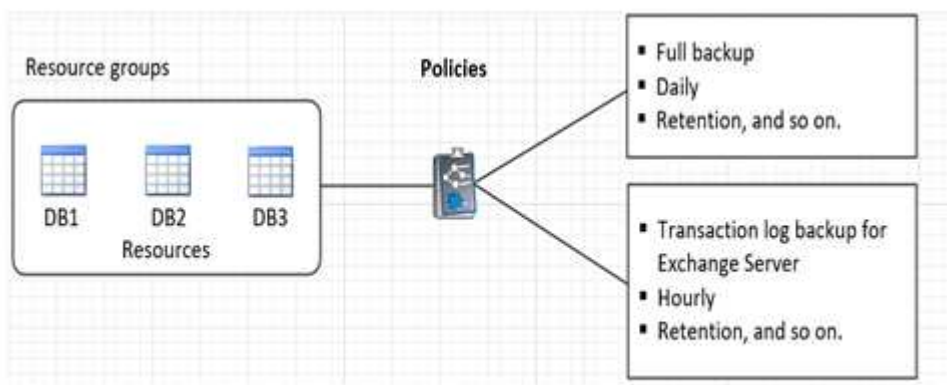 Resource groups
DB1
DB2
DB3
Resources
Policies
▪ Full backup
▪ Daily
▪ Retention, and so on.
▪ Transaction log backup for
Exchange Server
▪ Hourly
▪ Retention, and so on.